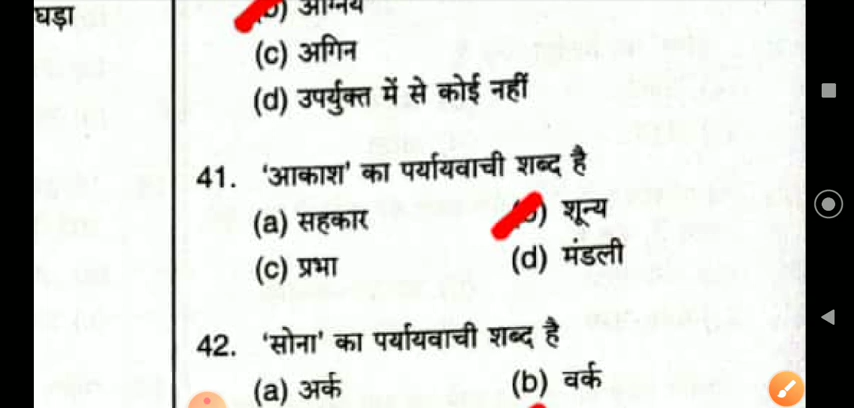 घड़ा
(c) अगिन
(d) उपर्युक्त में से कोई नहीं
41. 'आकाश' का पर्यायवाची शब्द है
(a) सहकार
शून्य
(c) प्रभा
(d) मंडली
42. 'सोना' का पर्यायवाची शब्द है
(a) अर्क
(b) वर्क